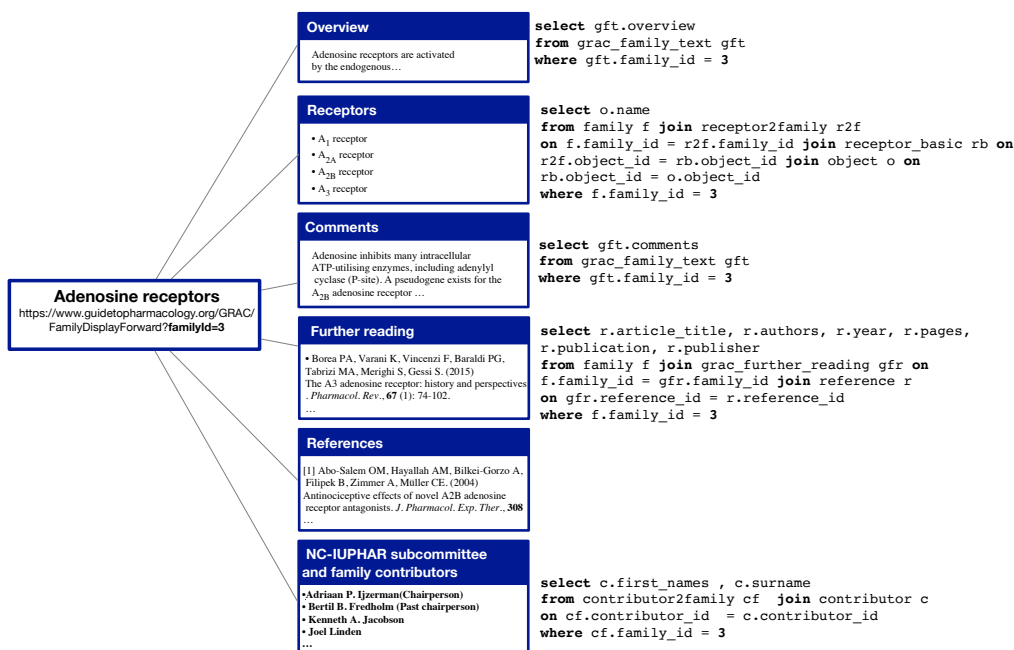 Overview
Adenosine receptors are activated
by the endogenous…
select gft.overview
from grac_family_text gft
where gft.family_id = 3
Receptors
• A1 receptor
• A2A receptor
• A2B receptor
• A3 receptor
select o.name
from family f join receptor2family r2f
on f.family_id = r2f.family_id join receptor_basic rb on
r2f.object_id = rb.object_id join object o on
rb.object_id = o.object_id
where f.family_id = 3
Comments
Adenosine inhibits many intracellular
ATP-utilising enzymes, including adenylyl
cyclase (P-site). A pseudogene exists for the
A2B adenosine receptor …
select gft.comments
from grac_family_text gft
where gft.family_id = 3
Adenosine receptors
https://www.guidetopharmacology.org/GRAC/
FamilyDisplayForward?familyId=3
Further reading
• Borea PA, Varani K, Vincenzi F, Baraldi PG,
Tabrizi MA, Merighi S, Gessi S. (2015)
The A3 adenosine receptor: history and perspectives
. Pharmacol. Rev., 67 (1): 74-102.
…
select r.article_title, r.authors, r.year, r.pages,
r.publication, r.publisher
from family f join grac_further_reading gfr on
f.family_id = gfr.family_id join reference r
on gfr.reference_id = r.reference_id
where f.family_id = 3
References
[1] Abo-Salem OM, Hayallah AM, Bilkei-Gorzo A,
Filipek B, Zimmer A, Müller CE. (2004)
Antinociceptive effects of novel A2B adenosine
receptor antagonists. J. Pharmacol. Exp. Ther., 308
…
NC-IUPHAR subcommittee
and family contributors
•Adriaan P. Ijzerman(Chairperson)
• Bertil B. Fredholm (Past chairperson)
• Kenneth A. Jacobson
• Joel Linden
…
select c.first_names , c.surname
from contributor2family cf join contributor c
on cf.contributor_id = c.contributor_id
where cf.family_id = 3